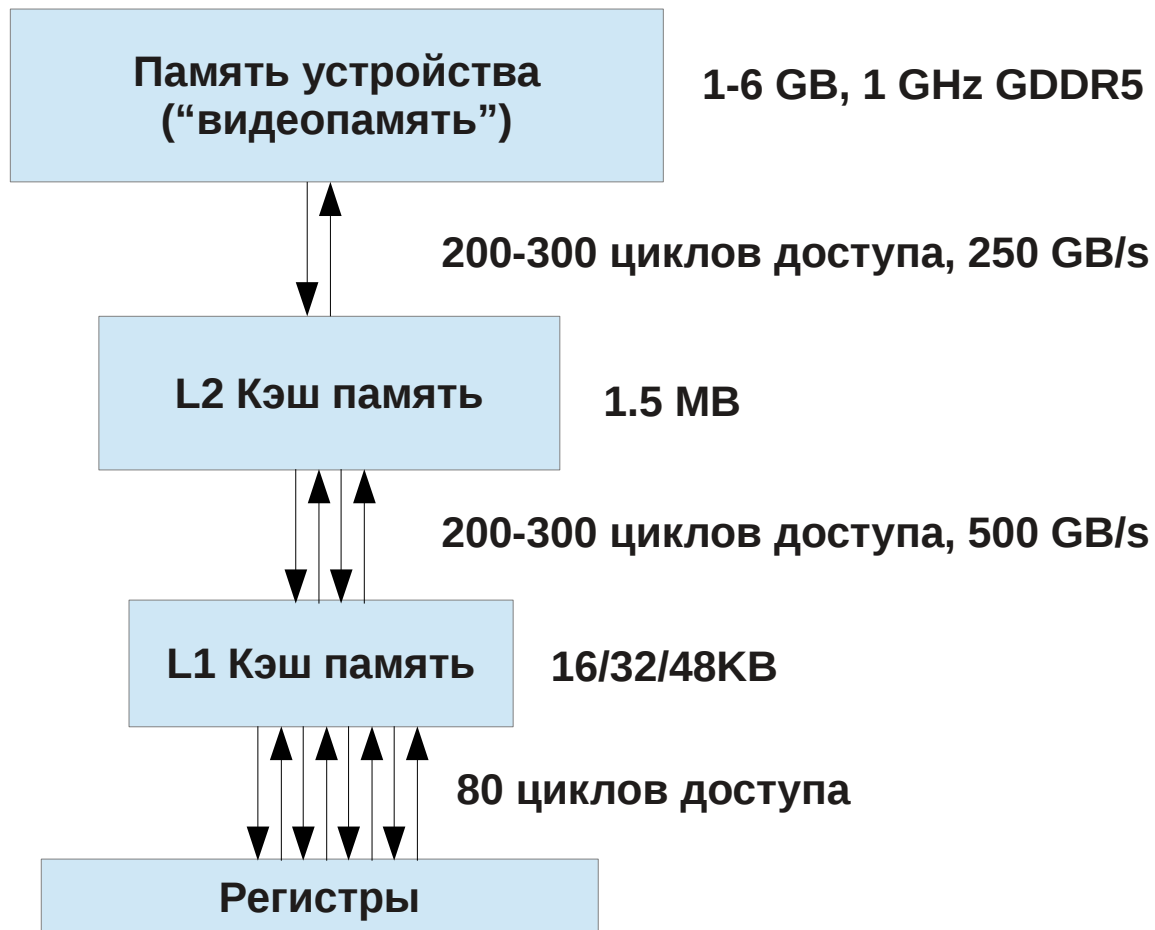 Память устройства
(“видеопамять”)
1-6 GB, 1 GHz GDDR5
200-300 циклов доступа, 250 GB/s
L2 Кэш память
1.5 MB
200-300 циклов доступа, 500 GB/s
L1 Кэш память
16/32/48KB
80 циклов доступа
Регистры